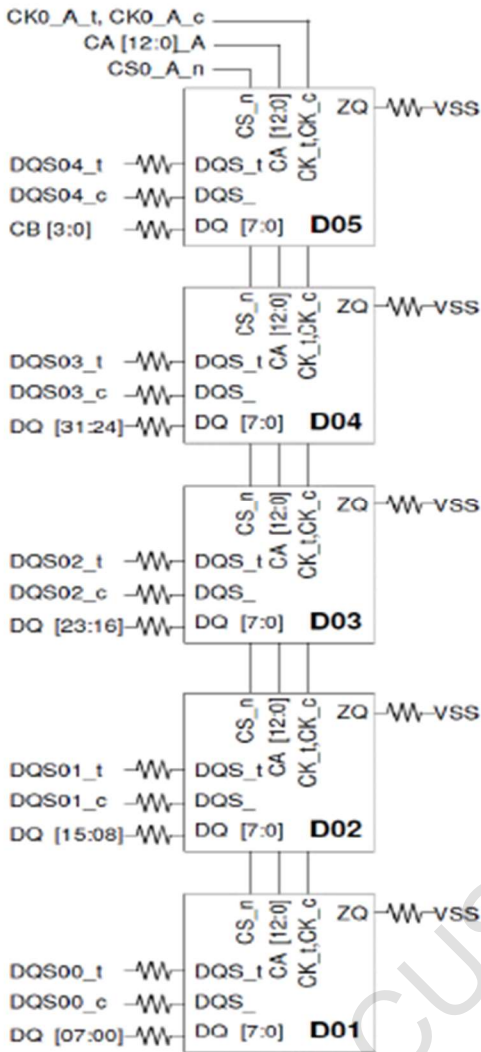 CK0_A_t, CK0_A_c
CA [12:0]_A
CS0_A_n
CS_n
CA [12:0]
CK_t,CK_c
ZQ
VSS
DQS04_t
DQS_t
DQS04_c
DQS_
CB [3:0]
DQ [7:0]
D05
CS_n
CA [12:0]
CK_t,CK_c
ZQ
VSS
DQS03_t
DQS_t
DQS03_c
DQS_
DQ [31:24]
DQ [7:0]
D04
CS_n
CA [12:0]
CK_t,CK_c
ZQ
VSS
DQS02_t
DQS_t
DQS02_c
DQS_
DQ [23:16]
DQ [7:0]
D03
CS_n
CA [12:0]
CK_t,CK_c
ZQ
VSS
DQS01_t
DQS_t
DQS01_c
DQS_
DQ [15:08]
DQ [7:0]
D02
CS_n
CA [12:0]
CK_t,CK_c
ZQ
VSS
DQS00_t
DQS_t
DQS00_c
DQS_
DQ [07:00]
DQ [7:0]
D01